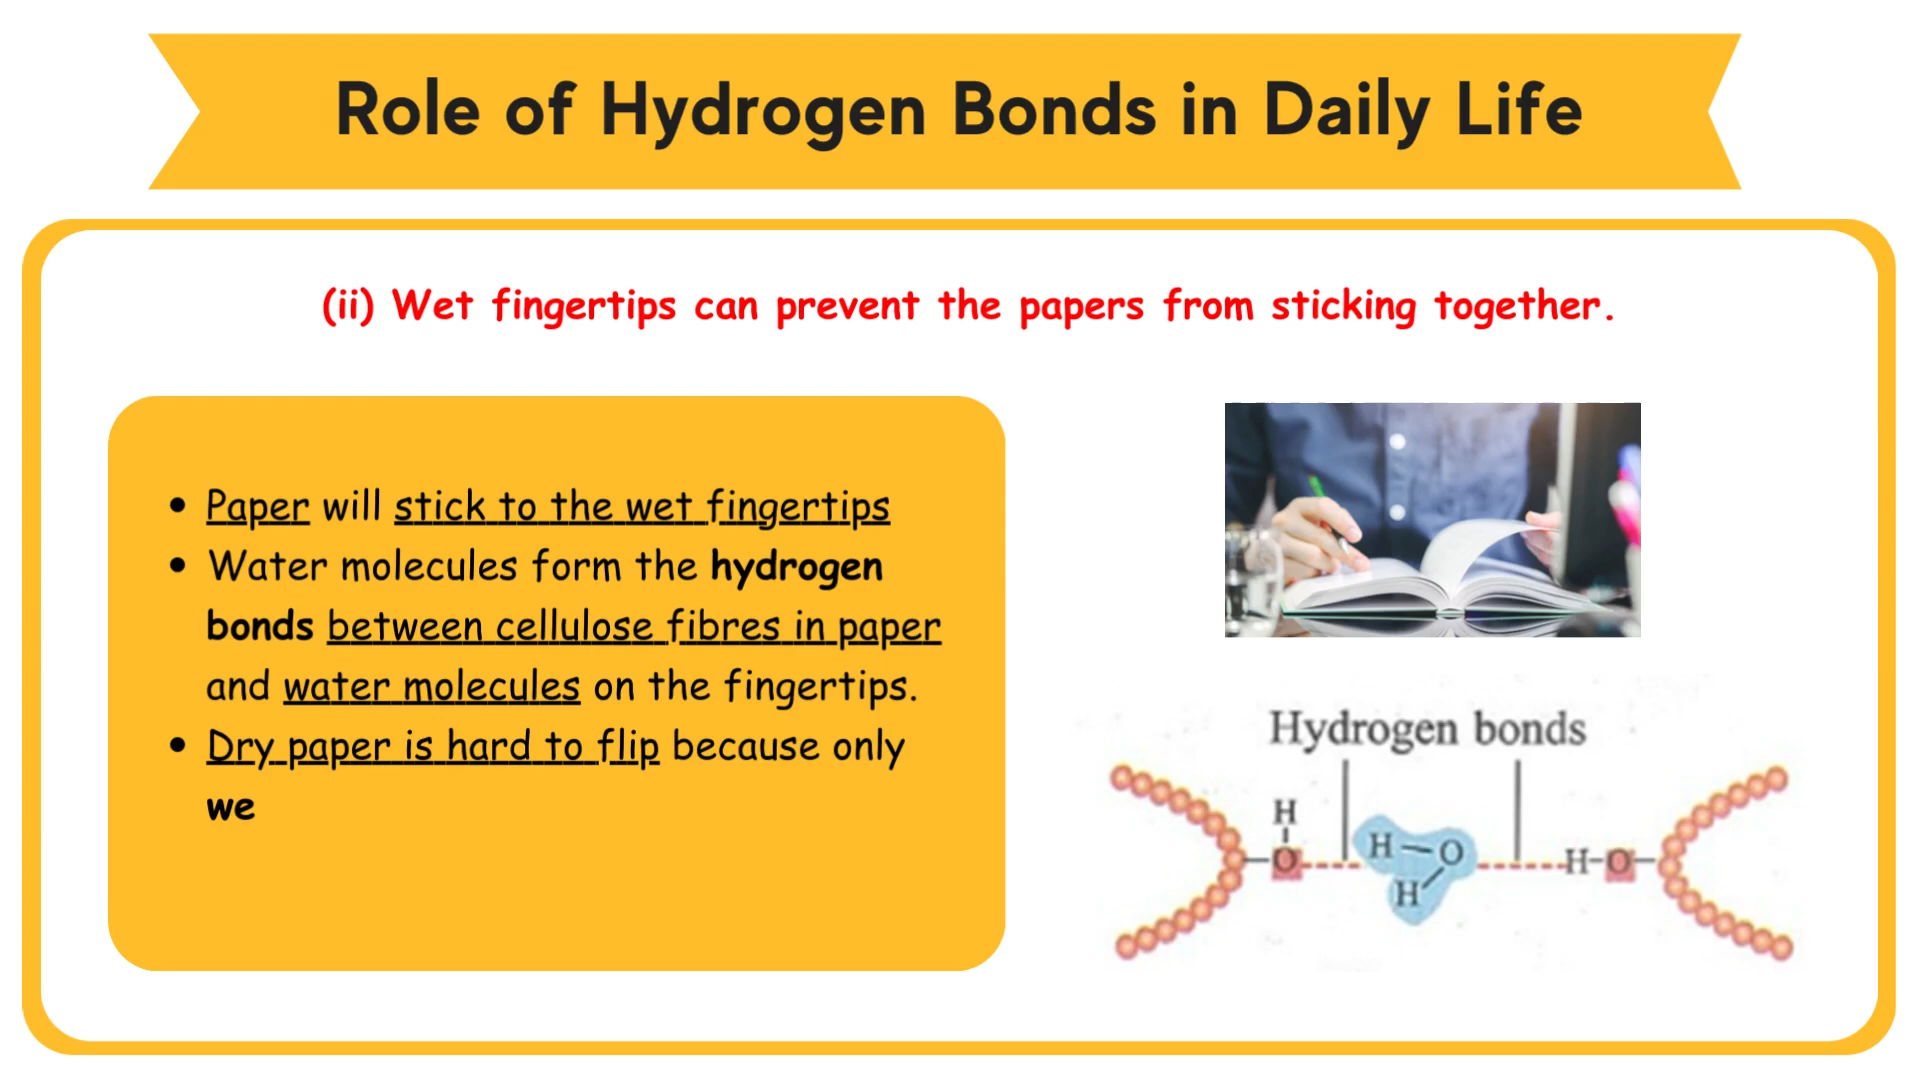 Role of Hydrogen Bonds in Daily Life
(ii) Wet fingertips can prevent the papers from sticking together.
• Paper will stick to the wet fingertips
• Water molecules form the hydrogen
bonds between cellulose fibres in paper
and water molecules on the fingertips.
• Dry paper is hard to flip because only
we
Hydrogen bonds
H
O
H
O
H
H-O